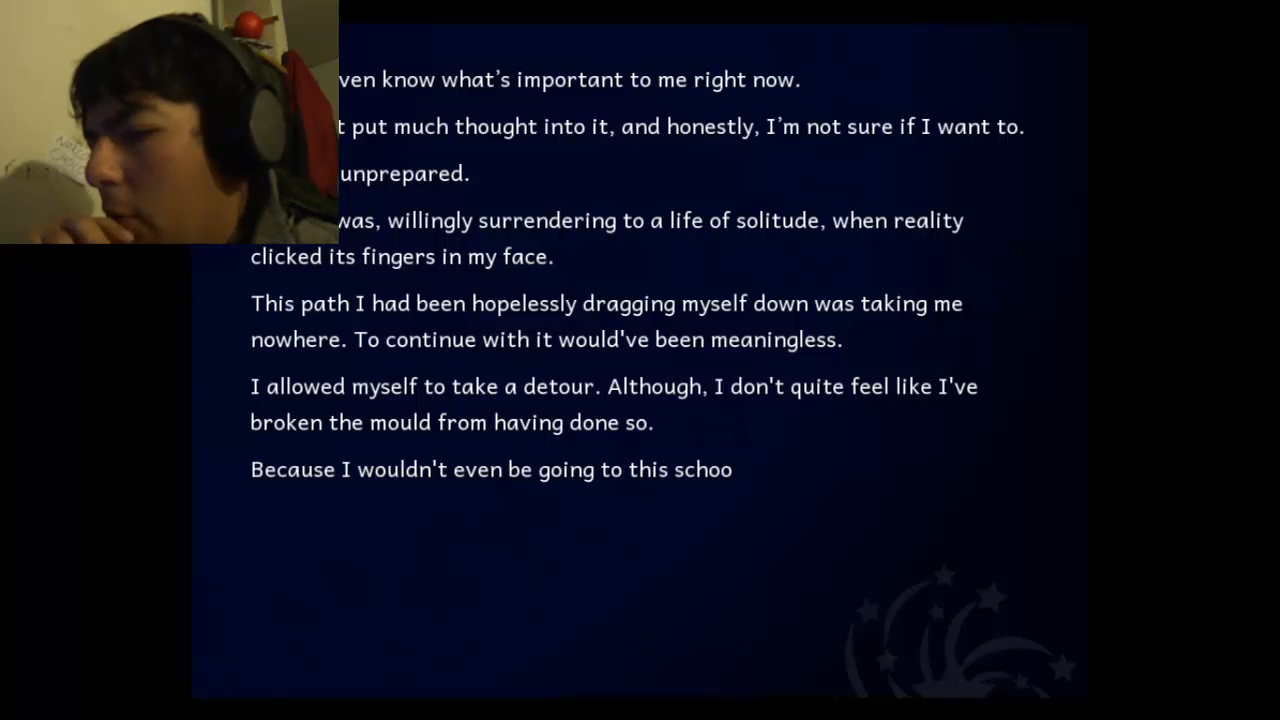 even know what's important to me right now.
put much thought into it, and honestly, I'm not sure if I want to.
unprepared.
was, willingly surrendering to a life of solitude, when reality
clicked its fingers in my face.
This path I had been hopelessly dragging myself down was taking me
nowhere. To continue with it would've been meaningless.
I allowed myself to take a detour. Although, I don't quite feel like I've
broken the mould from having done so.
Because I wouldn't even be going to this schoo